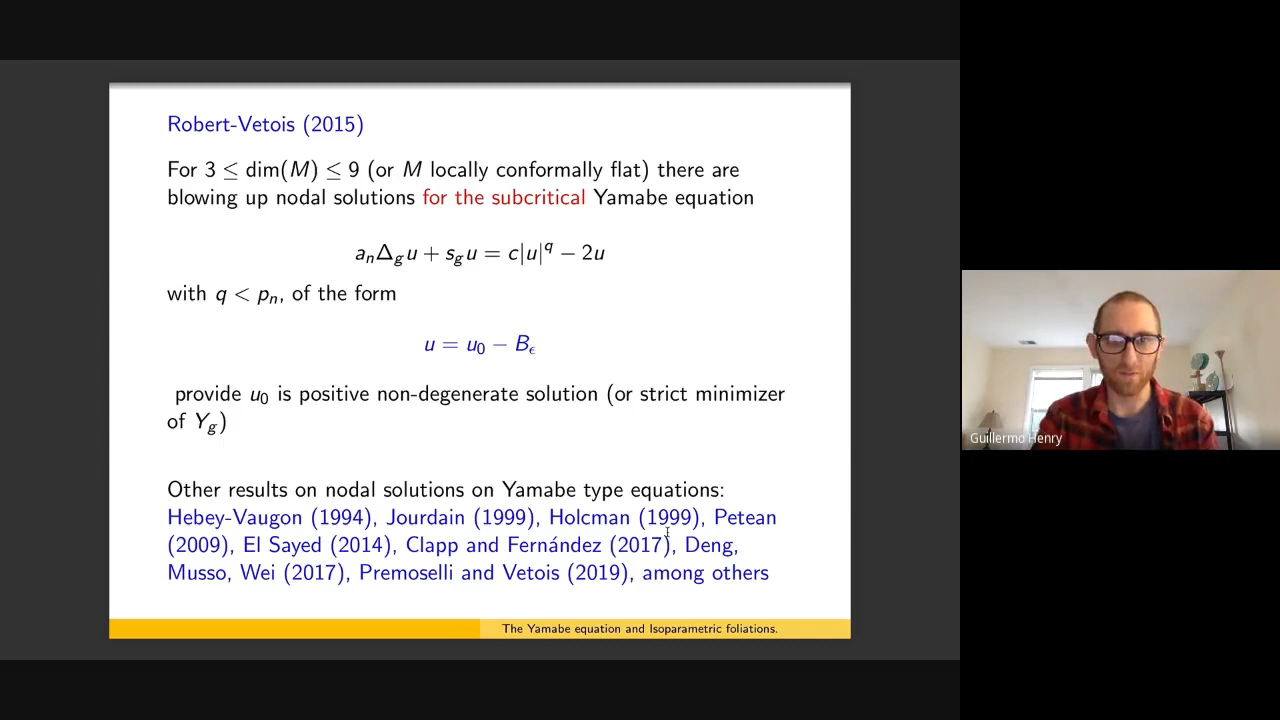 Robert-Vetois (2015)
For 3 ≤ dim(M) ≤ 9 (or M locally conformally flat) there are
blowing up nodal solutions for the subcritical Yamabe equation
aₙΔ_g u + s_g u = c|u|^q − 2u
with q < pₙ, of the form
u = u₀ − B_ϵ
provide u₀ is positive non-degenerate solution (or strict minimizer
of Y_g)
Other results on nodal solutions on Yamabe type equations:
Hebey-Vaugon (1994), Jourdain (1999), Holcman (1999), Petean
(2009), El Sayed (2014), Clapp and Fernández (2017), Deng,
Musso, Wei (2017), Premoselli and Vetois (2019), among others
The Yamabe equation and Isoparametric foliations.
Guillermo Henry